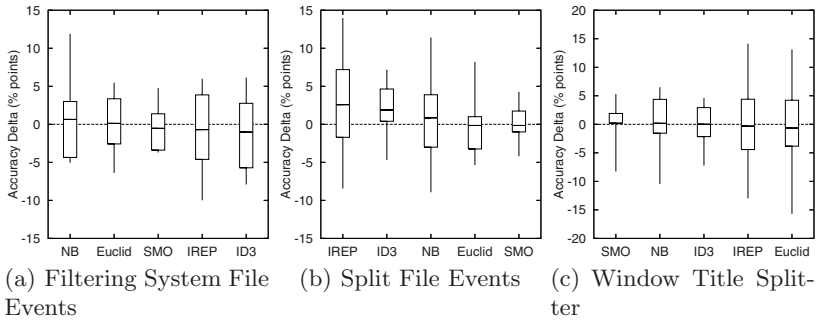 Accuracy Delta (% points)
15
10
5
0
-5
-10
-15
NB Euclid SMO IREP ID3
(a) Filtering System File
Events
Accuracy Delta (% points)
15
10
5
0
-5
-10
-15
IREP ID3 NB Euclid SMO
(b) Split File Events
Accuracy Delta (% points)
20
15
10
5
0
-5
-10
-15
-20
SMO NB ID3 IREP Euclid
(c) Window Title Split-
ter